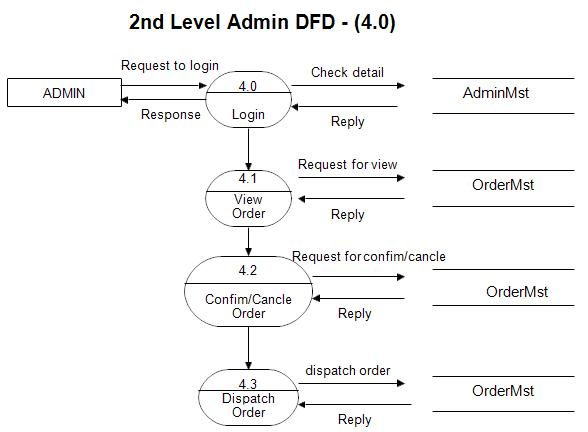 2nd Level Admin DFD - (4.0)
Request to login
Check detail
ADMIN
4.0
AdminMst
Response
Login
Reply
Request for view
4.1
OrderMst
View
Order
Reply
Request for confim/cancle
4.2
OrderMst
Confim/Cancle
Order
Reply
dispatch order
4.3
OrderMst
Dispatch
Order
Reply